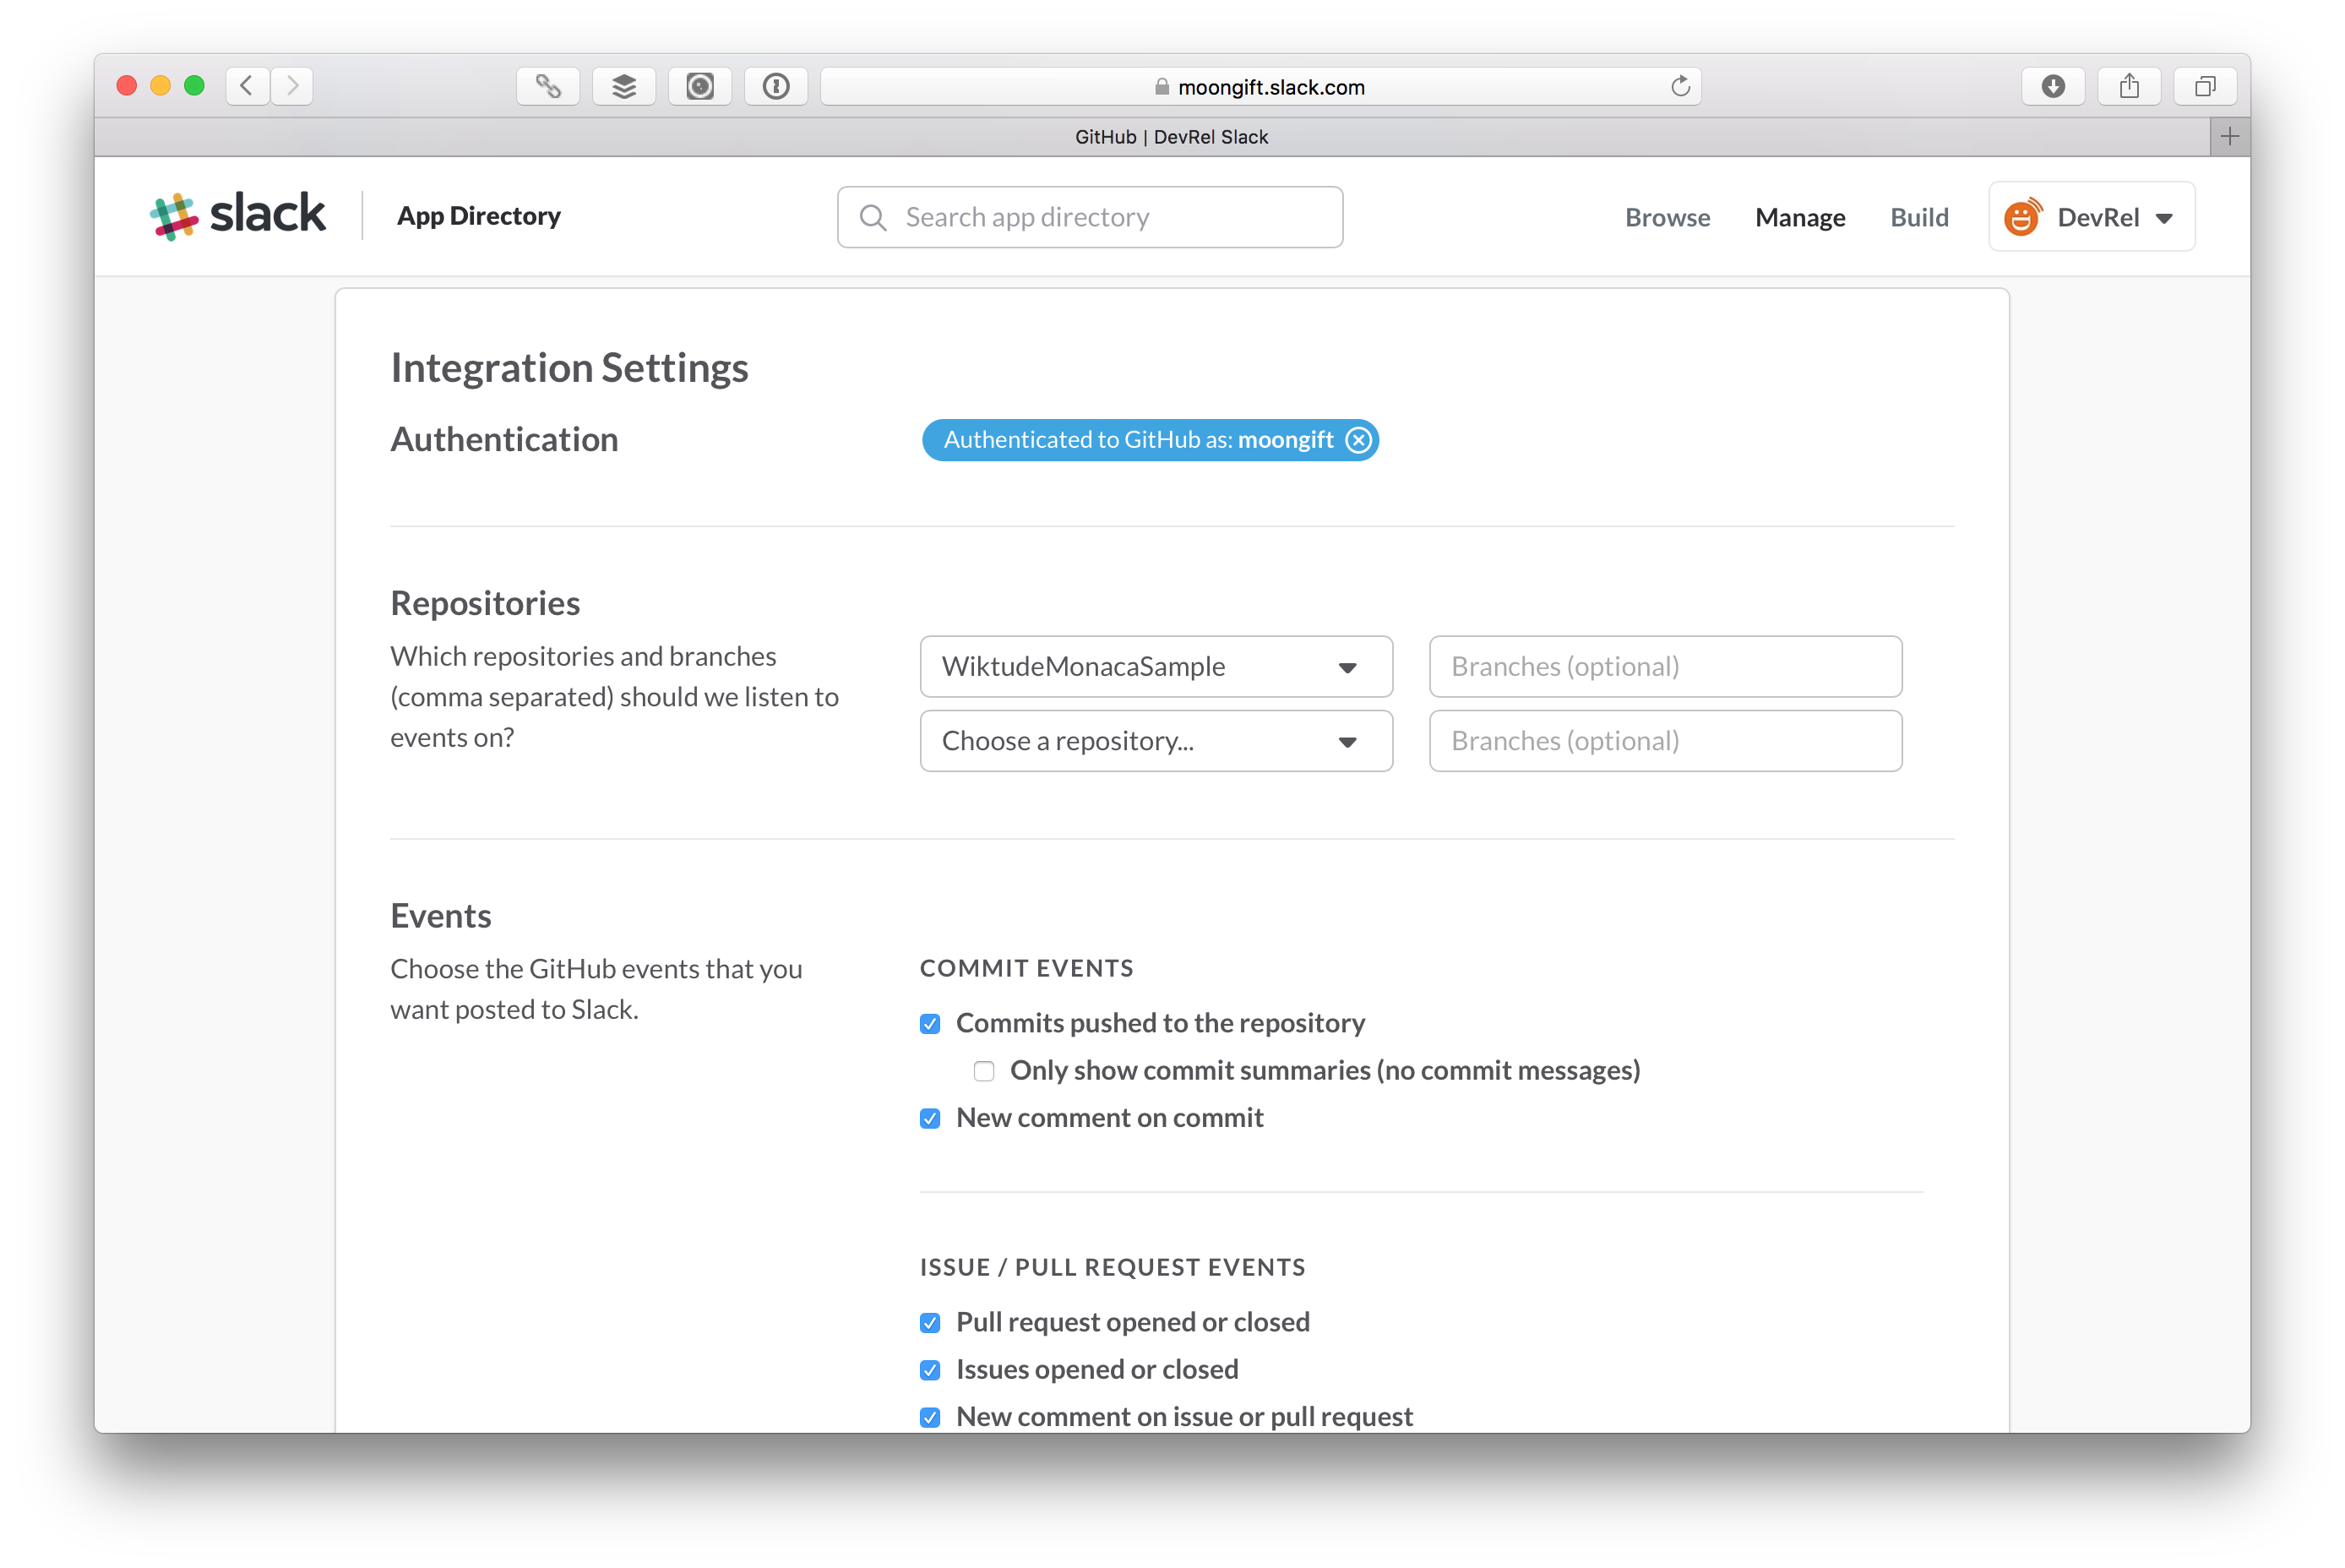 moongift.slack.com
GitHub | DevRel Slack
slack
App Directory
Search app directory
Browse
Manage
Build
DevRel
Integration Settings
Authentication
Authenticated to GitHub as: moongift
Repositories
Which repositories and branches
(comma separated) should we listen to
events on?
WiktudeMonacaSample
Branches (optional)
Choose a repository...
Branches (optional)
Events
Choose the GitHub events that you
want posted to Slack.
COMMIT EVENTS
Commits pushed to the repository
Only show commit summaries (no commit messages)
New comment on commit
ISSUE / PULL REQUEST EVENTS
Pull request opened or closed
Issues opened or closed
New comment on issue or pull request